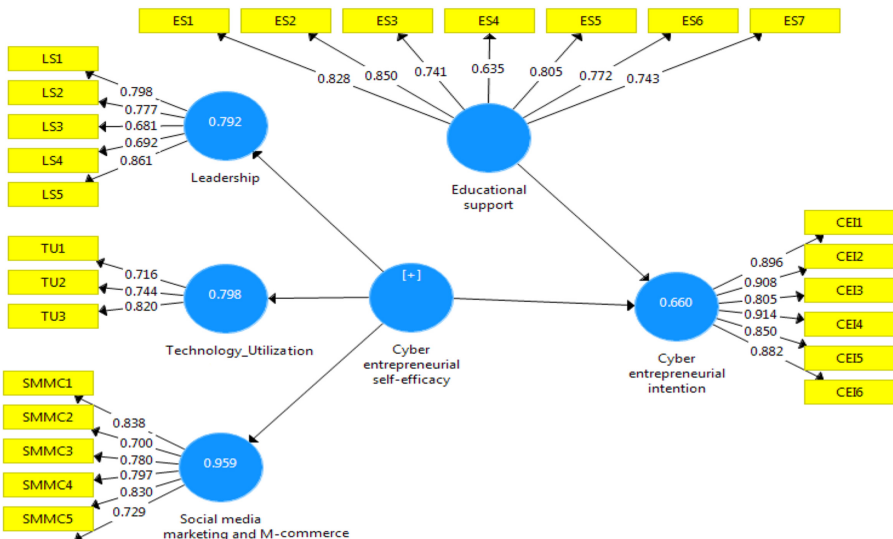 ES1
ES2
ES3
ES4
ES5
ES6
ES7
0.828
0.850
0.741
0.635
0.805
0.772
0.743
Educational
support
LS1
LS2
LS3
LS4
LS5
0.798
0.777
0.681
0.692
0.861
0.792
Leadership
TU1
TU2
TU3
0.716
0.744
0.820
0.798
Technology_Utilization
[+]
Cyber
entrepreneurial
self-efficacy
0.660
Cyber
entrepreneurial
intention
0.896
0.908
0.805
0.914
0.850
0.882
CEI1
CEI2
CEI3
CEI4
CEI5
CEI6
SMMC1
SMMC2
SMMC3
SMMC4
SMMC5
0.838
0.700
0.780
0.797
0.830
0.729
0.959
Social media
marketing and M-commerce